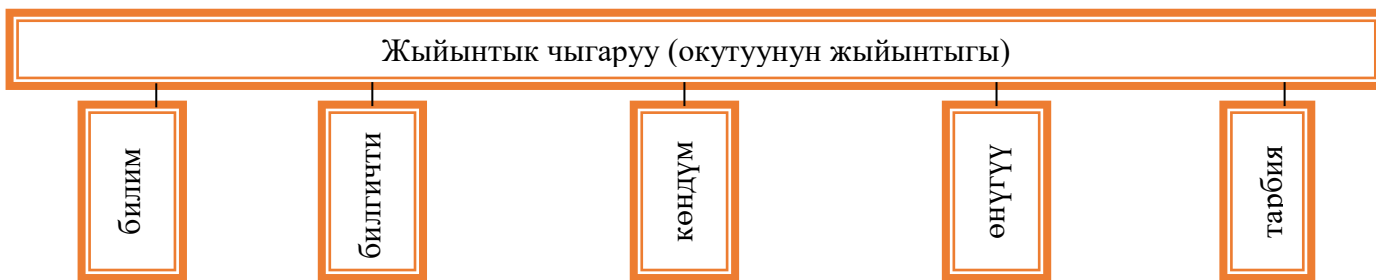 Жыйынтык чыгаруу (окутуунун жыйынтыгы)
билим
билгичти
көндүм
өнүгүү
тарбия